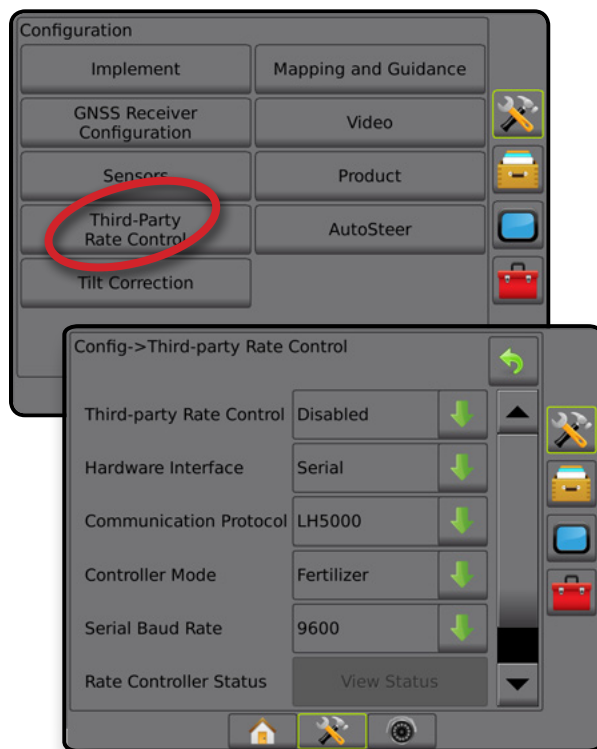 Configuration
Implement
Mapping and Guidance
GNSS Receiver
Configuration
Video
Sensors
Product
Third-Party
Rate Control
AutoSteer
Tilt Correction
Config->Third-party Rate Control
Third-party Rate Control Disabled
Hardware Interface Serial
Communication Protocol LH5000
Controller Mode Fertilizer
Serial Baud Rate 9600
Rate Controller Status View Status